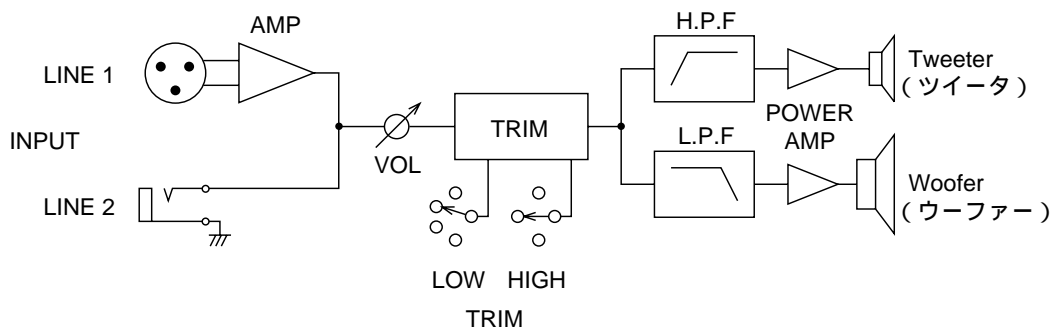 AMP
LINE 1
INPUT
LINE 2
VOL
TRIM
LOW HIGH
TRIM
H.P.F
POWER
AMP
L.P.F
Tweeter
(ツイータ)
Woofer
(ウーファー)